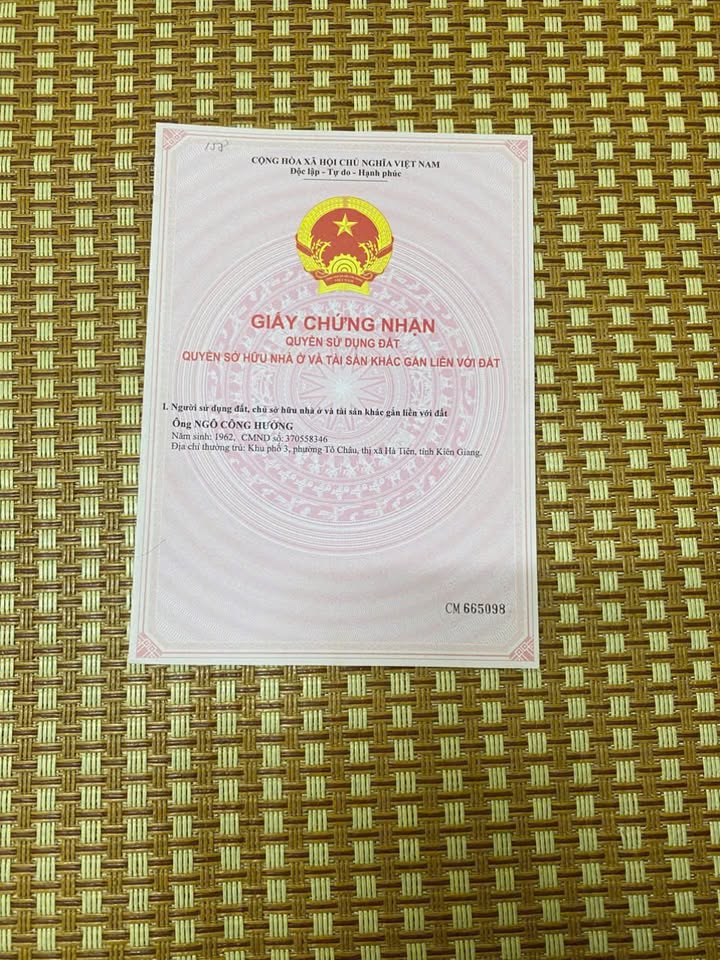 CỘNG HÒA XÃ HỘI CHỦ NGHĨA VIỆT NAM
Độc lập - Tự do - Hạnh phúc
VIỆT NAM
GIẤY CHỨNG NHẬN
QUYỀN SỬ DỤNG ĐẤT
QUYỀN SỞ HỮU NHÀ Ở VÀ TÀI SẢN KHÁC GẮN LIỀN VỚI ĐẤT
I. Người sử dụng đất, chủ sở hữu nhà ở và tài sản khác gắn liền với đất
Ông NGÔ CÔNG HƯỞNG
Năm sinh: 1962, CMND số: 370558346
Địa chỉ thường trú: Khu phố 3, phường Tô Châu, thị xã Hà Tiên, tỉnh Kiên Giang.
CM 665098